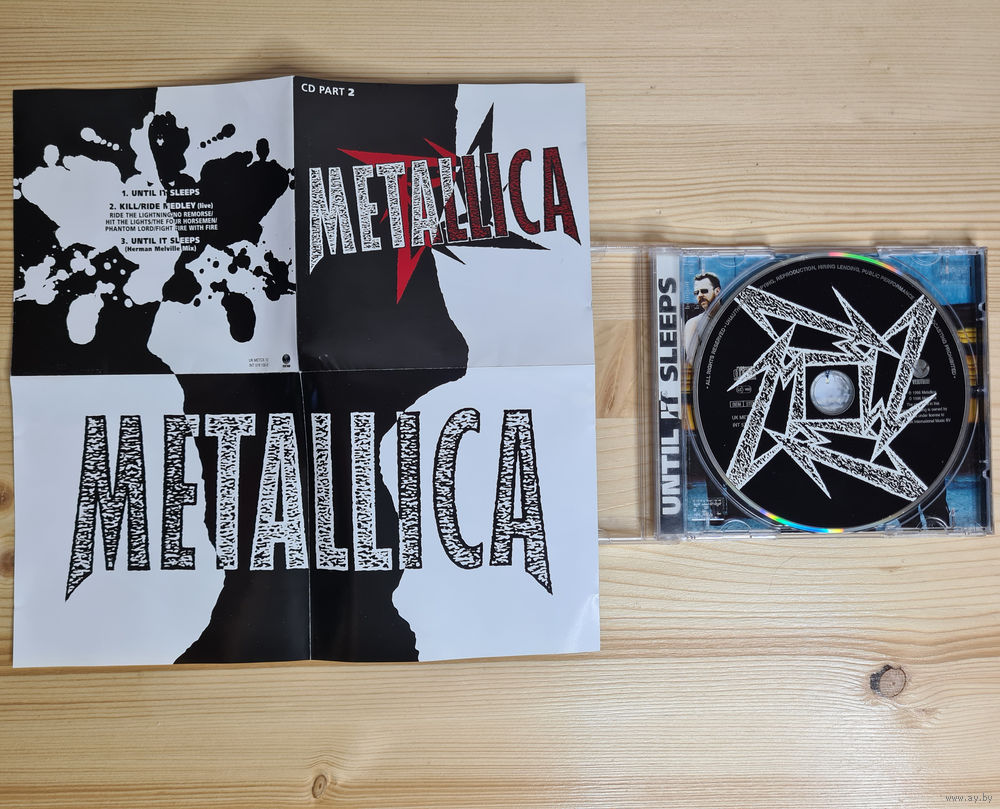 CD PART 2
METALLICA
1. UNTIL IT SLEEPS
2. KILL/RIDE MEDLEY (live)
RIDE THE LIGHTNING/NO REMORSE/
HIT THE LIGHTS/THE FOUR HORSEMEN/
PHANTOM LORD/FIGHT FIRE WITH FIRE
3. UNTIL IT SLEEPS
(Herman Melville Mix)
METALLICA
UNTIL IT SLEEPS
REPRODUCTION, HIRING LENDING, PUBLIC PERFORMANCE
PROHIBITED
ALL RIGHTS RESERVED
www.ay.by